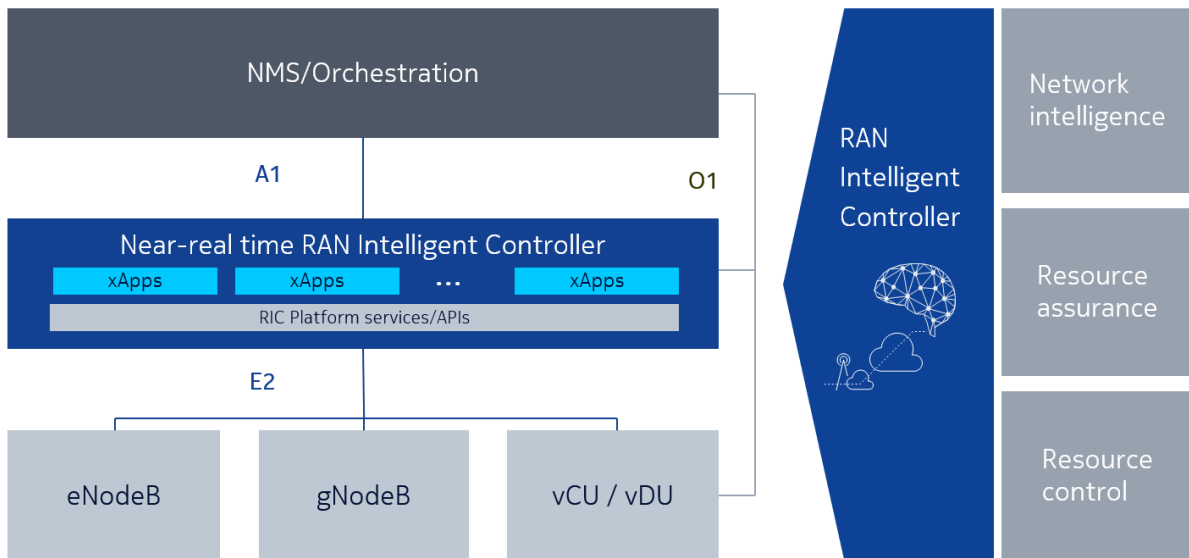 NMS/Orchestration
A1
O1
Near-real time RAN Intelligent Controller
xApps
xApps
...
xApps
RIC Platform services/APIs
E2
eNodeB
gNodeB
vCU / vDU
RAN
Intelligent
Controller
Network
intelligence
Resource
assurance
Resource
control